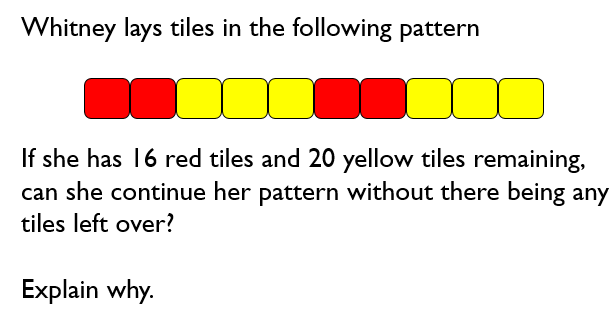 Whitney lays tiles in the following pattern
If she has 16 red tiles and 20 yellow tiles remaining,
can she continue her pattern without there being any
tiles left over?
Explain why.